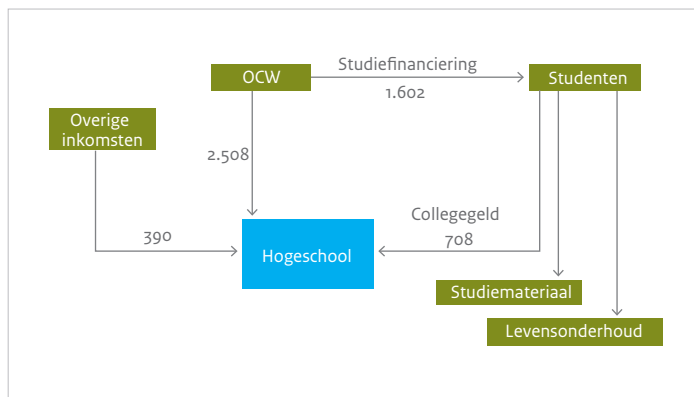 Studiefinanciering
OCW
Studenten
1.602
Overige
inkomsten
2.508
Collegegeld
390
708
Hogeschool
Studiemateriaal
Levensonderhoud